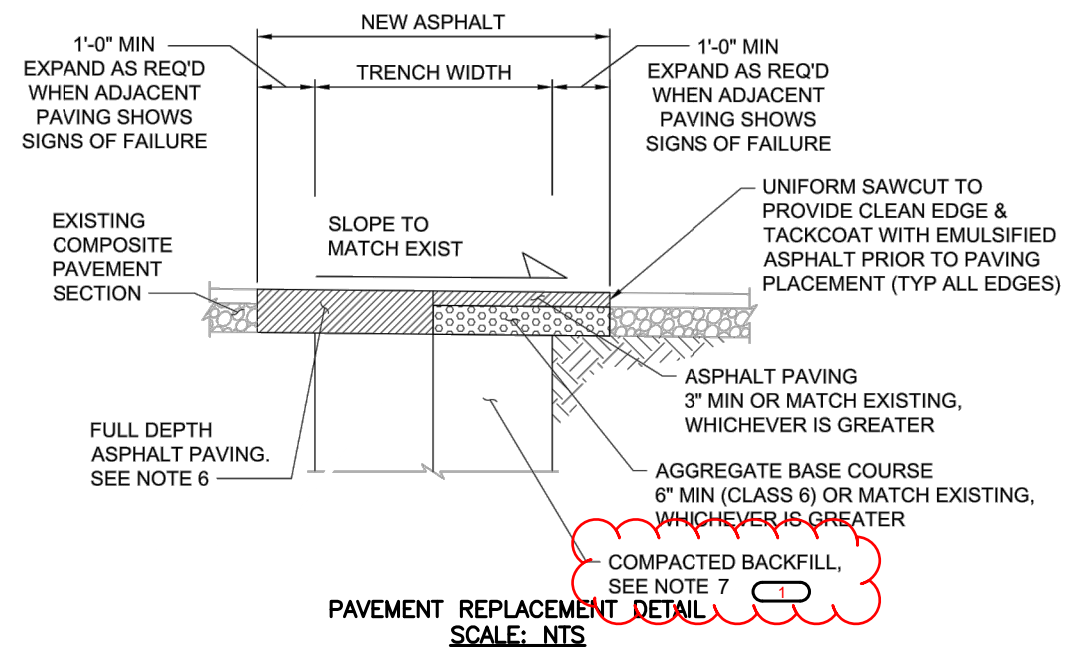 NEW ASPHALT
1'-0" MIN
EXPAND AS REQ'D
WHEN ADJACENT
PAVING SHOWS
SIGNS OF FAILURE
TRENCH WIDTH
1'-0" MIN
EXPAND AS REQ'D
WHEN ADJACENT
PAVING SHOWS
SIGNS OF FAILURE
UNIFORM SAWCUT TO
PROVIDE CLEAN EDGE &
TACKCOAT WITH EMULSIFIED
ASPHALT PRIOR TO PAVING
PLACEMENT (TYP ALL EDGES)
EXISTING
COMPOSITE
PAVEMENT
SECTION
SLOPE TO
MATCH EXIST
ASPHALT PAVING
3" MIN OR MATCH EXISTING,
WHICHEVER IS GREATER
FULL DEPTH
ASPHALT PAVING.
SEE NOTE 6
AGGREGATE BASE COURSE
6" MIN (CLASS 6) OR MATCH EXISTING,
WHICHEVER IS GREATER
COMPACTED BACKFILL,
SEE NOTE 7
1
PAVEMENT REPLACEMENT DETAIL
SCALE: NTS